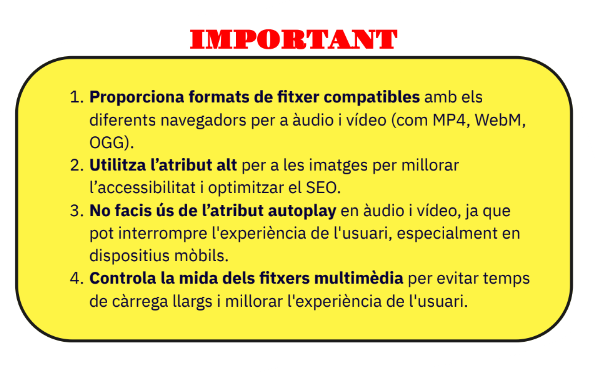 IMPORTANT
1. Proporciona formats de fitxer compatibles amb els
diferents navegadors per a àudio i vídeo (com MP4, WebM,
OGG).
2. Utilitza l’atribut alt per a les imatges per millorar
l’accessibilitat i optimitzar el SEO.
3. No facis ús de l’atribut autoplay en àudio i vídeo, ja que
pot interrompre l'experiència de l'usuari, especialment en
dispositius mòbils.
4. Controla la mida dels fitxers multimèdia per evitar temps
de càrrega llargs i millorar l'experiència de l'usuari.